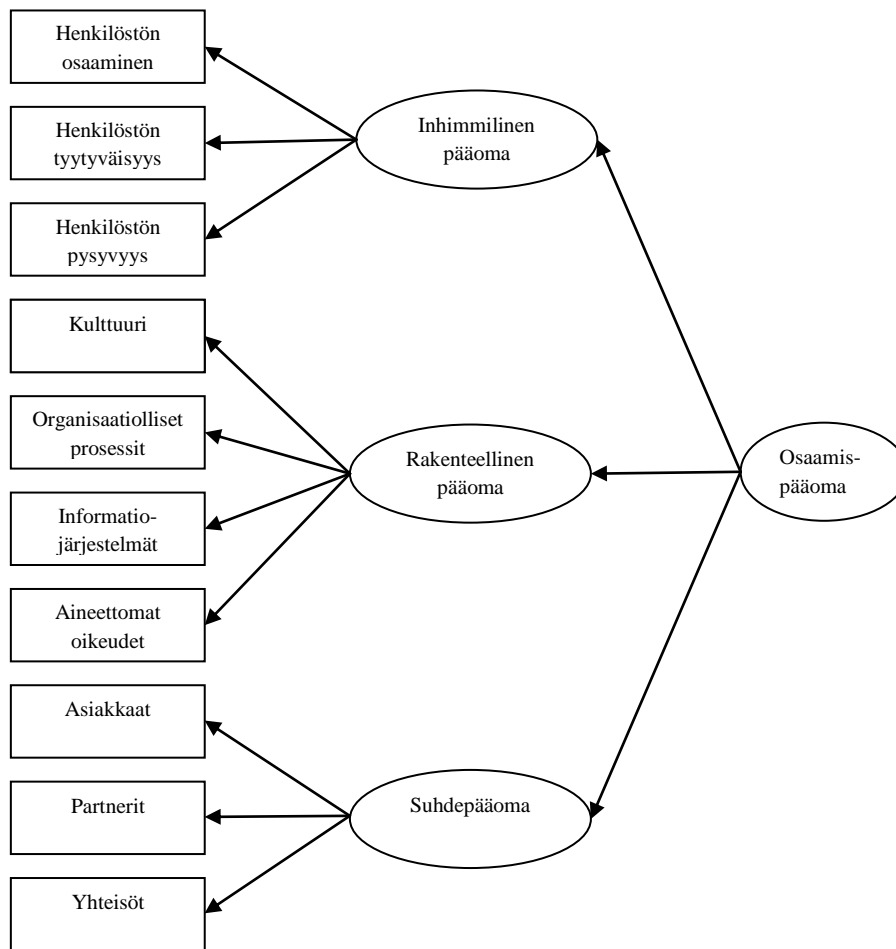 Henkilöstön
osaaminen
Henkilöstön
tyytyväisyys
Henkilöstön
pysyvyys
Kulttuuri
Organisaatiolliset
prosessit
Informatio-
järjestelmät
Aineettomat
oikeudet
Asiakkaat
Partnerit
Yhteisöt
Inhimmilinen
pääoma
Rakenteellinen
pääoma
Suhdepääoma
Osaamis-
pääoma